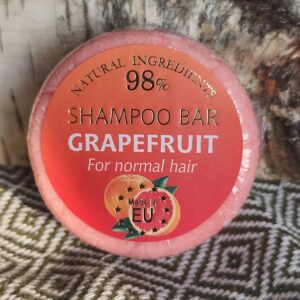 NATURAL INGREDIENTS
98%
SHAMPOO BAR
GRAPEFRUIT
For normal hair
Made in
EU